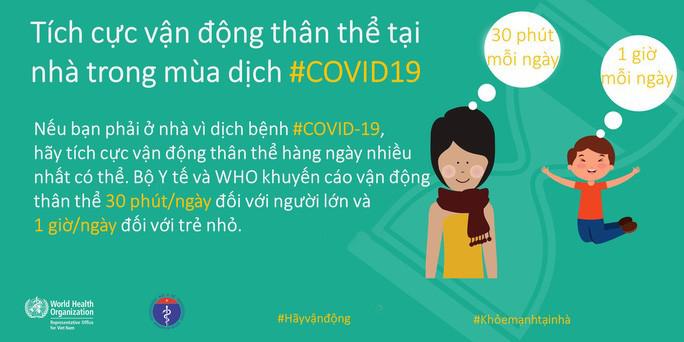 Tích cực vận động thân thể tại
nhà trong mùa dịch #COVID19
30 phút
mỗi ngày
1 giờ
mỗi ngày
Nếu bạn phải ở nhà vì dịch bệnh #COVID-19,
hãy tích cực vận động thân thể hàng ngày nhiều
nhất có thể. Bộ Y tế và WHO khuyến cáo vận động
thân thể 30 phút/ngày đối với người lớn và
1 giờ/ngày đối với trẻ nhỏ.
World Health
Organization
Representative Office
for Viet Nam
#Hãyvậnđộng
#Khỏemạnhtạinhà